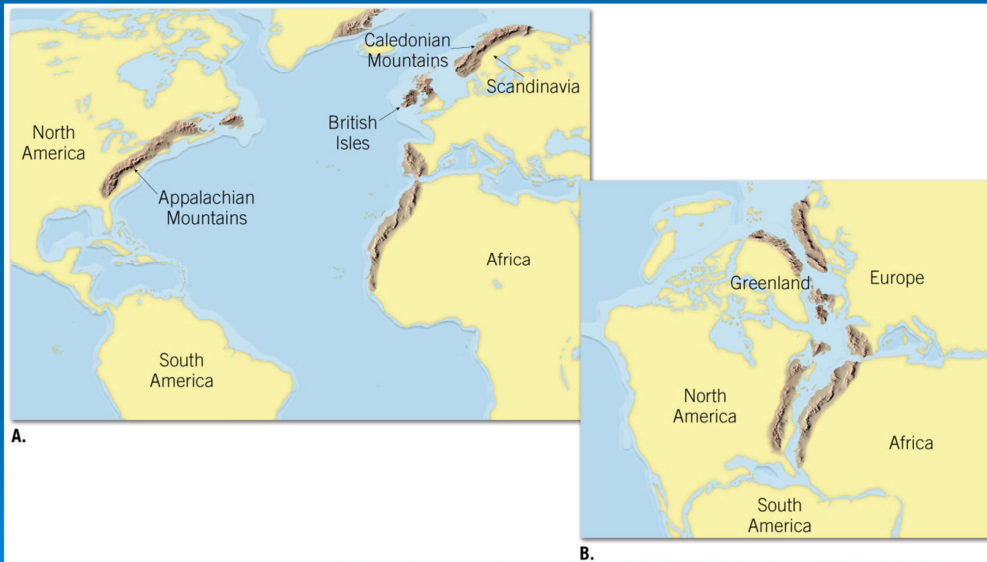 Caledonian
Mountains
Scandinavia
British
Isles
North
America
Appalachian
Mountains
Africa
South
America
A.
Greenland
Europe
North
America
Africa
South
America
B.